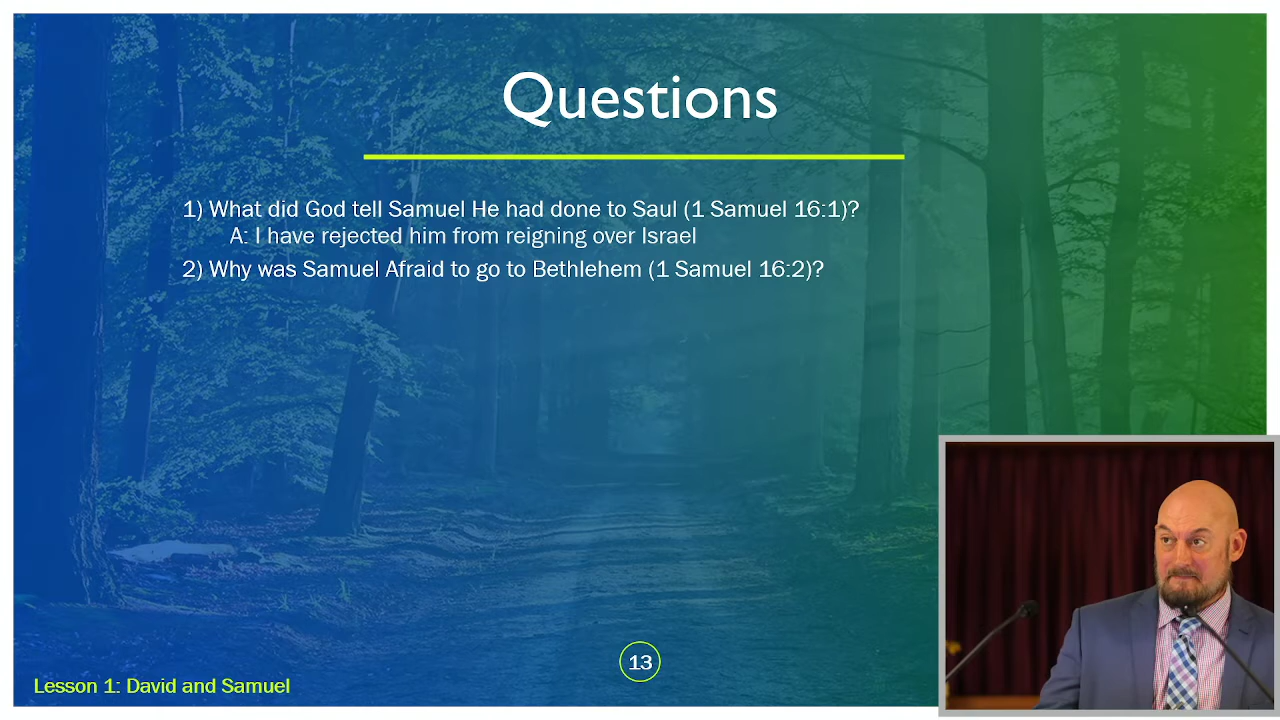 Questions
1) What did God tell Samuel He had done to Saul (1 Samuel 16:1)?
A: I have rejected him from reigning over Israel
2) Why was Samuel Afraid to go to Bethlehem (1 Samuel 16:2)?
13
Lesson 1: David and Samuel